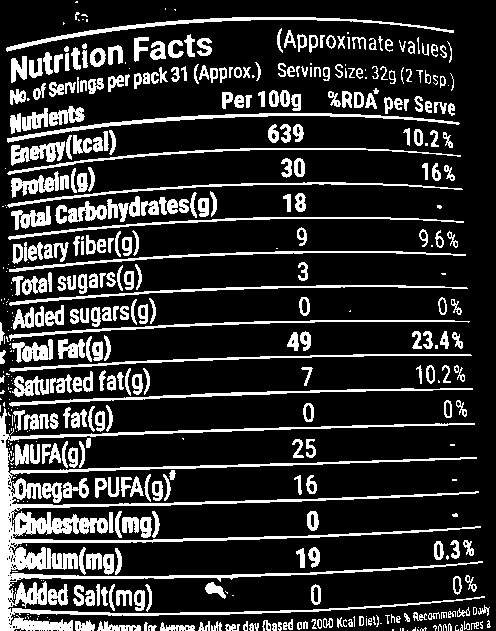 Nutrition Facts (Approximate values)
No. of Servings per pack 31 (Approx.) Serving Size: 32g (2 Tbsp.)
Nutrients Per 100g %RDA* per Serve
Energy(kcal) 639 10.2%
Protein(g) 30 16%
Total Carbohydrates(g) 18 -
Dietary fiber(g) 9 9.6%
Total sugars(g) 3 -
Added sugars(g) 0 0%
Total Fat(g) 49 23.4%
Saturated fat(g) 7 10.2%
Trans fat(g) 0 0%
MUFA(g)# 25 -
Omega-6 PUFA(g)# 16 -
Cholesterol(mg) 0 -
Sodium(mg) 19 0.3%
Added Salt(mg) 0 0%
Recommended Daily Allowance for Average Adult per day (based on 2000 Kcal Diet). The % Recommended Daily
diet. 2000 calories a